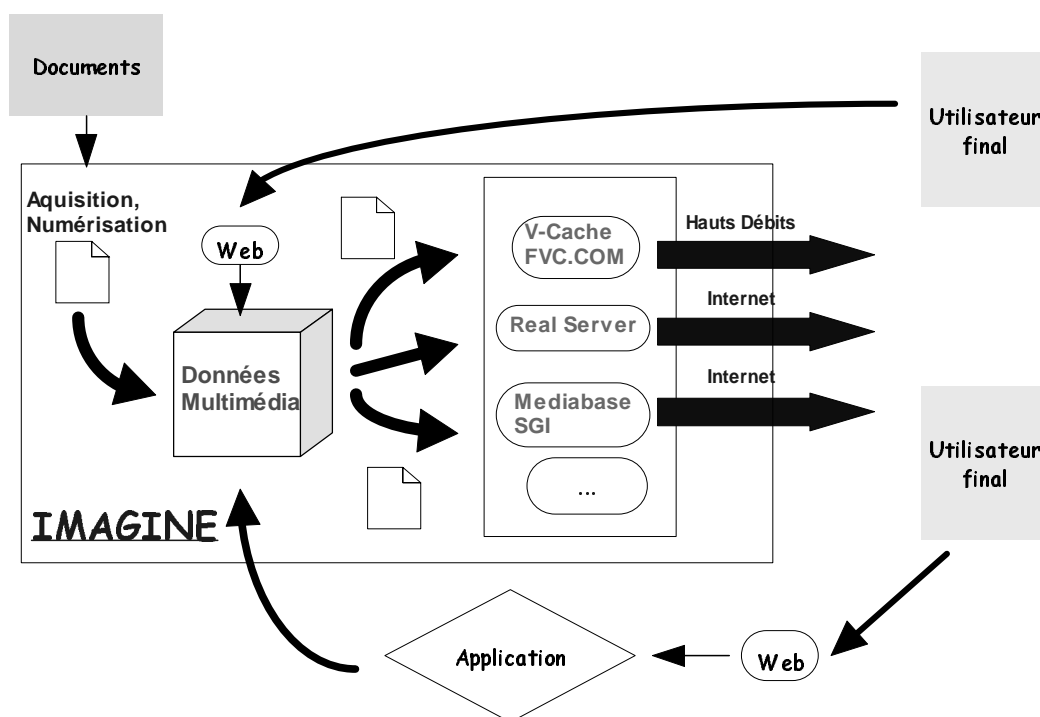 Documents
Utilisateur
final
Aquisition,
Numérisation
Web
V-Cache
FVC.COM
Hauts Débits
Real Server
Internet
Données
Multimédia
Mediabase
SGI
Internet
...
Utilisateur
final
IMAGINE
Application
Web